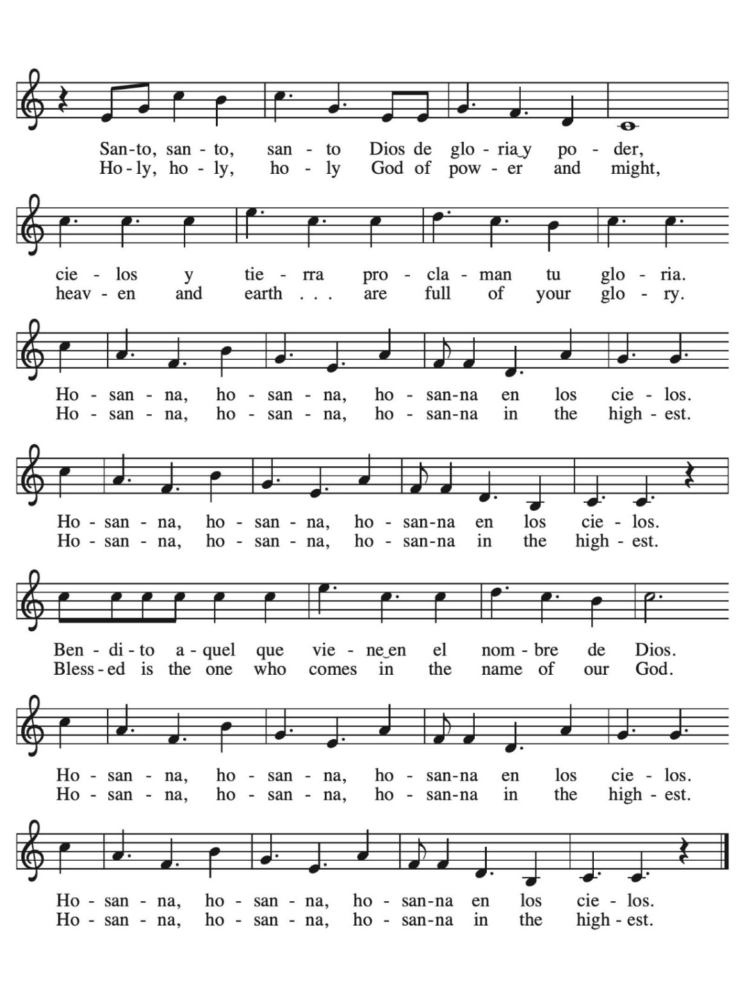 San-to, san - to, san - to Dios de glo - ria‿y po - der,
Ho - ly, ho - ly, ho - ly God of pow - er and might,
cie - los y tie - rra pro - cla - man tu glo - ria.
heav - en and earth . . . are full of your glo - ry.
Ho - san - na, ho - san - na, ho - san-na en los cie - los.
Ho - san - na, ho - san - na, ho - san-na in the high - est.
Ho - san - na, ho - san - na, ho - san-na en los cie - los.
Ho - san - na, ho - san - na, ho - san-na in the high - est.
Ben - di - to a - quel que vie - ne‿en el nom - bre de Dios.
Bless - ed is the one who comes in the name of our God.
Ho - san - na, ho - san - na, ho - san-na en los cie - los.
Ho - san - na, ho - san - na, ho - san-na in the high - est.
Ho - san - na, ho - san - na, ho - san-na en los cie - los.
Ho - san - na, ho - san - na, ho - san-na in the high - est.